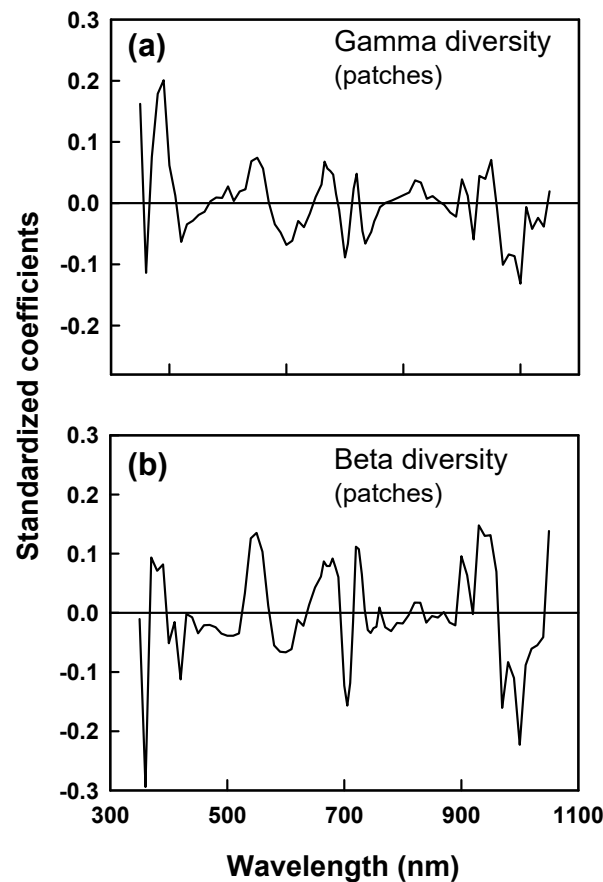 Standardized coefficients
0.3
0.2
0.1
0.0
-0.1
-0.2
(a)
Gamma diversity
(patches)
0.3
0.2
0.1
0.0
-0.1
-0.2
-0.3
(b)
Beta diversity
(patches)
300 500 700 900 1100
Wavelength (nm)